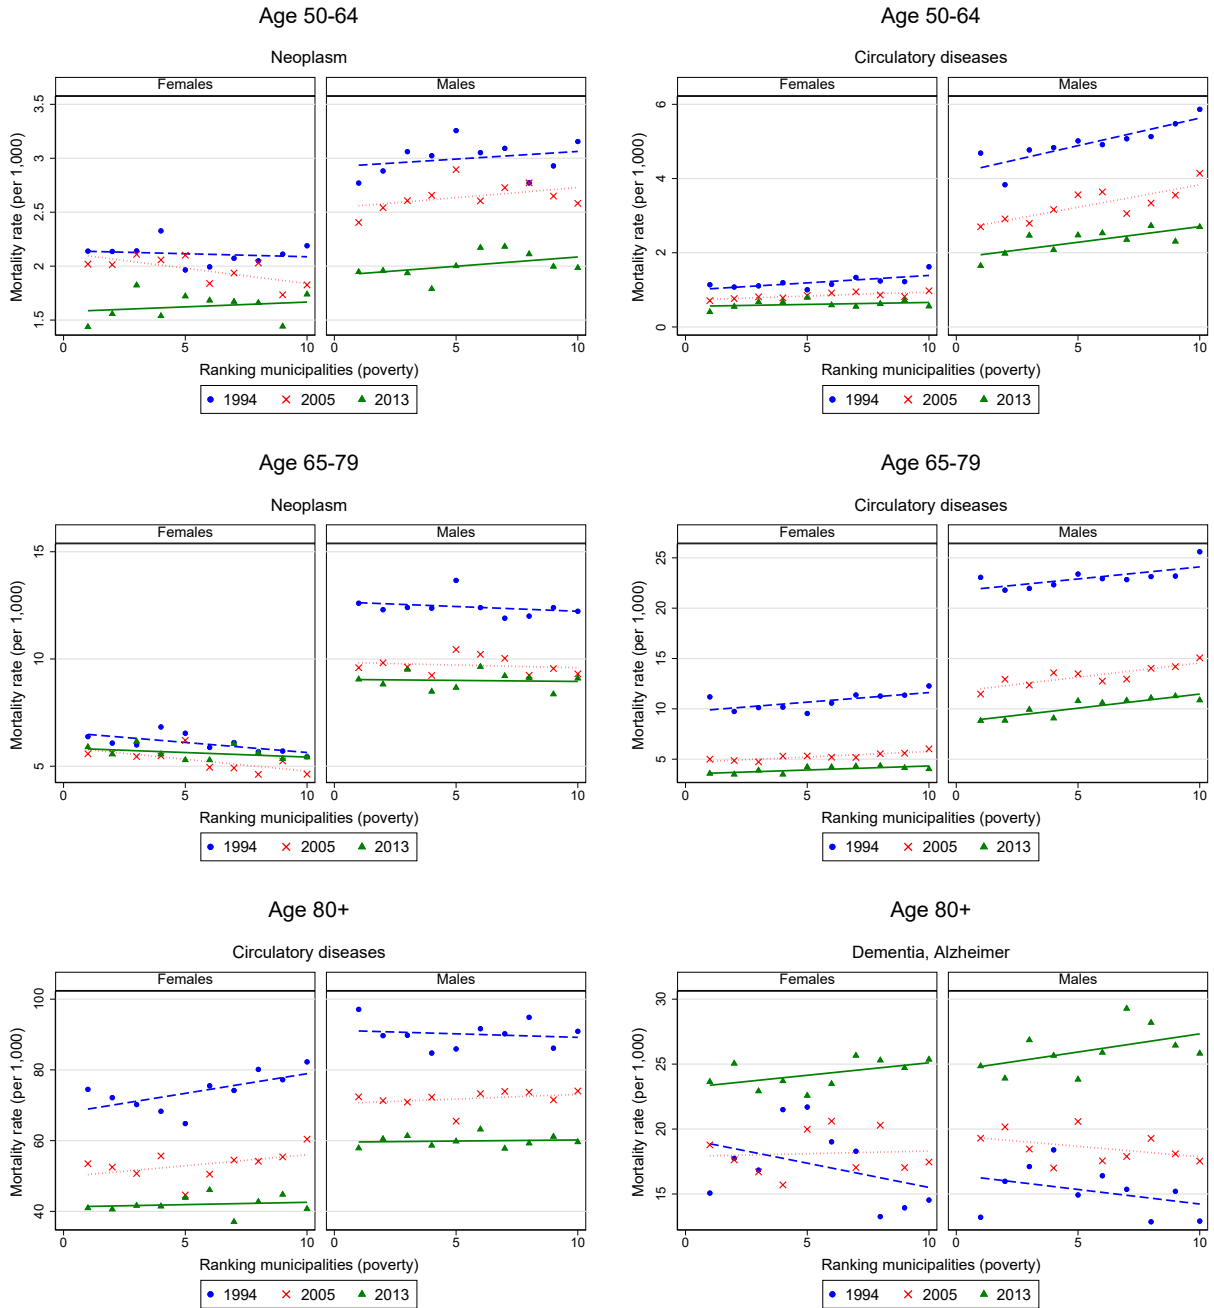 Age 50-64
Neoplasm
Females
Males
Mortality rate (per 1,000)
3.5
3
2.5
2
1.5
0
5
10
5
10
Ranking municipalities (poverty)
1994
2005
2013
Age 50-64
Circulatory diseases
Females
Males
Mortality rate (per 1,000)
6
4
2
0
0
5
10
5
10
Ranking municipalities (poverty)
1994
2005
2013
Age 65-79
Neoplasm
Females
Males
Mortality rate (per 1,000)
15
10
5
0
5
10
5
10
Ranking municipalities (poverty)
1994
2005
2013
Age 65-79
Circulatory diseases
Females
Males
Mortality rate (per 1,000)
25
20
15
10
5
0
5
10
5
10
Ranking municipalities (poverty)
1994
2005
2013
Age 80+
Circulatory diseases
Females
Males
Mortality rate (per 1,000)
100
80
60
40
0
5
10
5
10
Ranking municipalities (poverty)
1994
2005
2013
Age 80+
Dementia, Alzheimer
Females
Males
Mortality rate (per 1,000)
30
25
20
15
0
5
10
5
10
Ranking municipalities (poverty)
1994
2005
2013